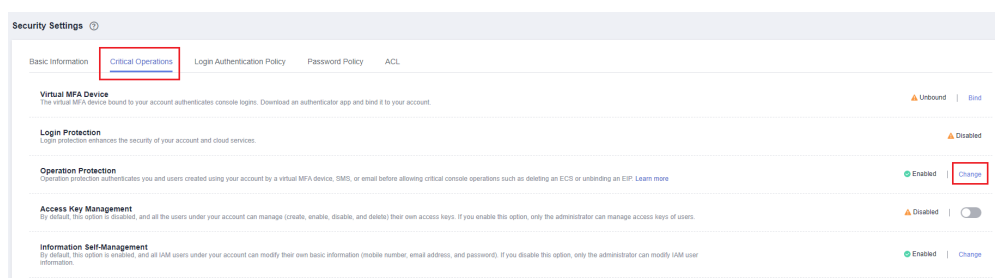 Security Settings ?
Basic Information Critical Operations Login Authentication Policy Password Policy ACL
Virtual MFA Device
The virtual MFA device bound to your account authenticates console logins. Download an authenticator app and bind it to your account.
Unbound | Bind
Login Protection
Login protection enhances the security of your account and cloud services.
Disabled
Operation Protection
Operation protection authenticates you and users created using your account by a virtual MFA device, SMS, or email before allowing critical console operations such as deleting an ECS or unbinding an EIP. Learn more
Enabled | Change
Access Key Management
By default, this option is disabled, and all the users under your account can manage (create, enable, disable, and delete) their own access keys. If you enable this option, only the administrator can manage access keys of users.
Disabled |
Information Self-Management
By default, this option is enabled, and all IAM users under your account can modify their own basic information (mobile number, email address, and password). If you disable this option, only the administrator can modify IAM user
information.
Enabled | Change